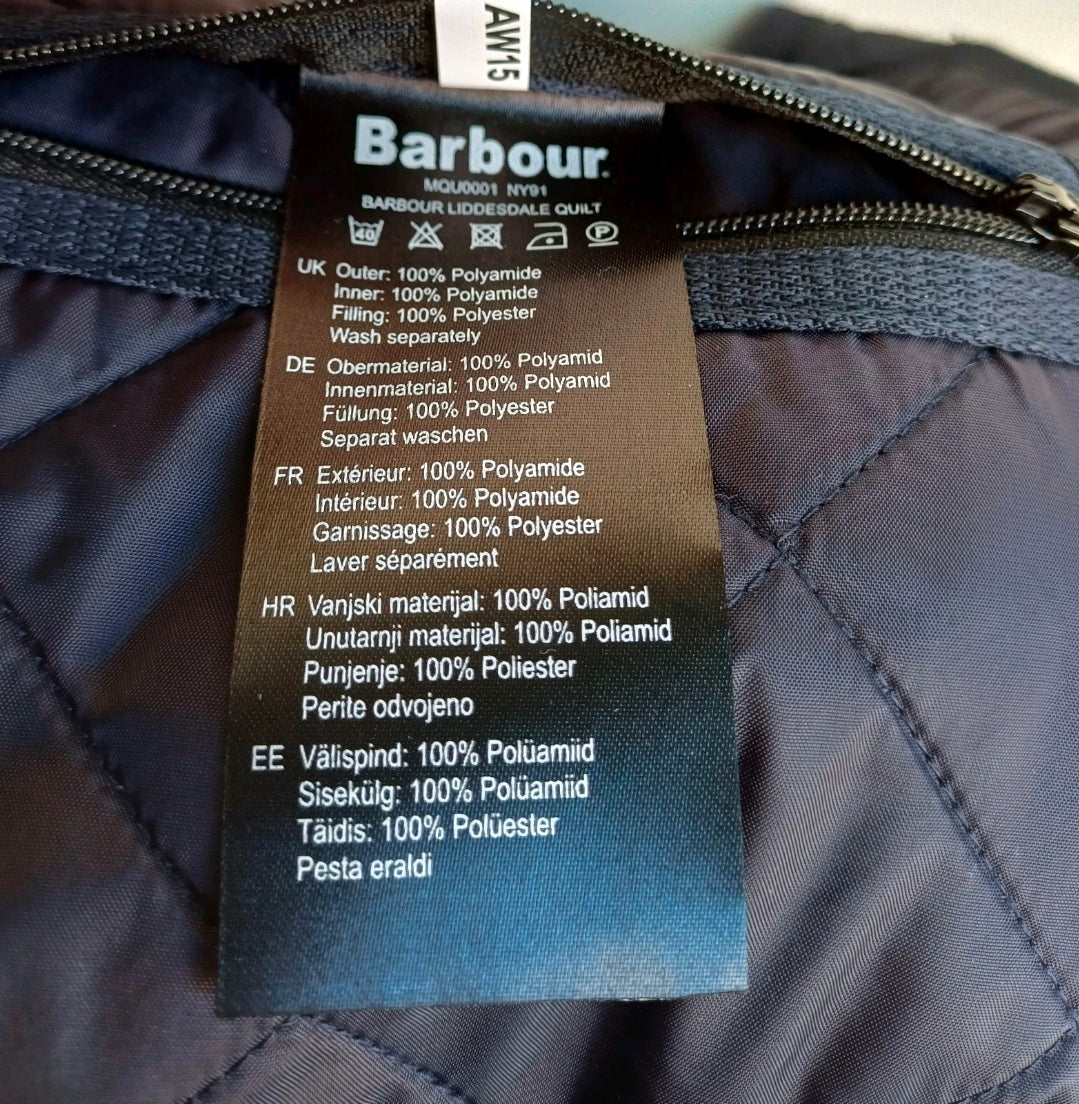 AW15
Barbour.
MQU0001 NY91
BARBOUR LIDDESDALE QUILT
40
P
UK Outer: 100% Polyamide
Inner: 100% Polyamide
Filling: 100% Polyester
Wash separately
DE Obermaterial: 100% Polyamid
Innenmaterial: 100% Polyamid
Füllung: 100% Polyester
Separat waschen
FR Extérieur: 100% Polyamide
Intérieur: 100% Polyamide
Garnissage: 100% Polyester
Laver séparément
HR Vanjski materijal: 100% Poliamid
Unutarnji materijal: 100% Poliamid
Punjenje: 100% Poliester
Perite odvojeno
EE Välispind: 100% Polüamiid
Sisekülg: 100% Polüamiid
Täidis: 100% Polüester
Pesta eraldi